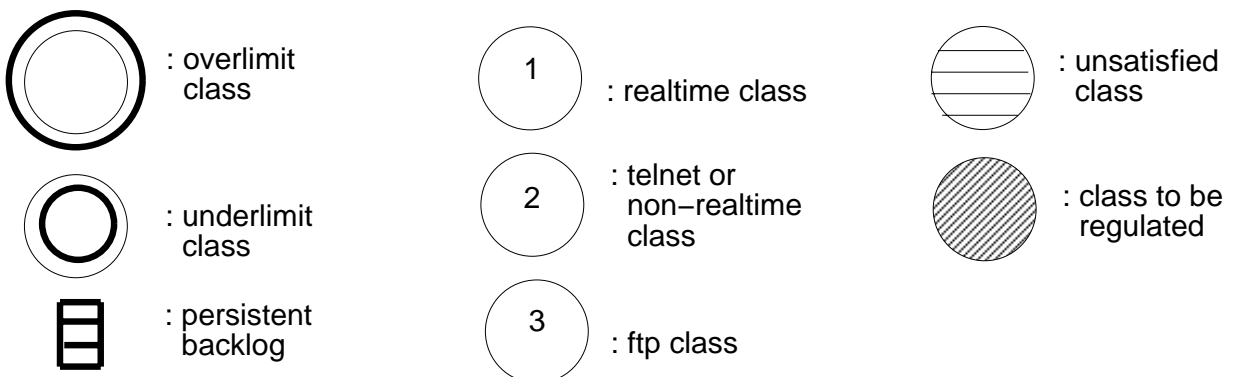 : overlimit
class
: underlimit
class
: persistent
backlog
1
: realtime class
2
: telnet or
non−realtime
class
3
: ftp class
: unsatisfied
class
: class to be
regulated